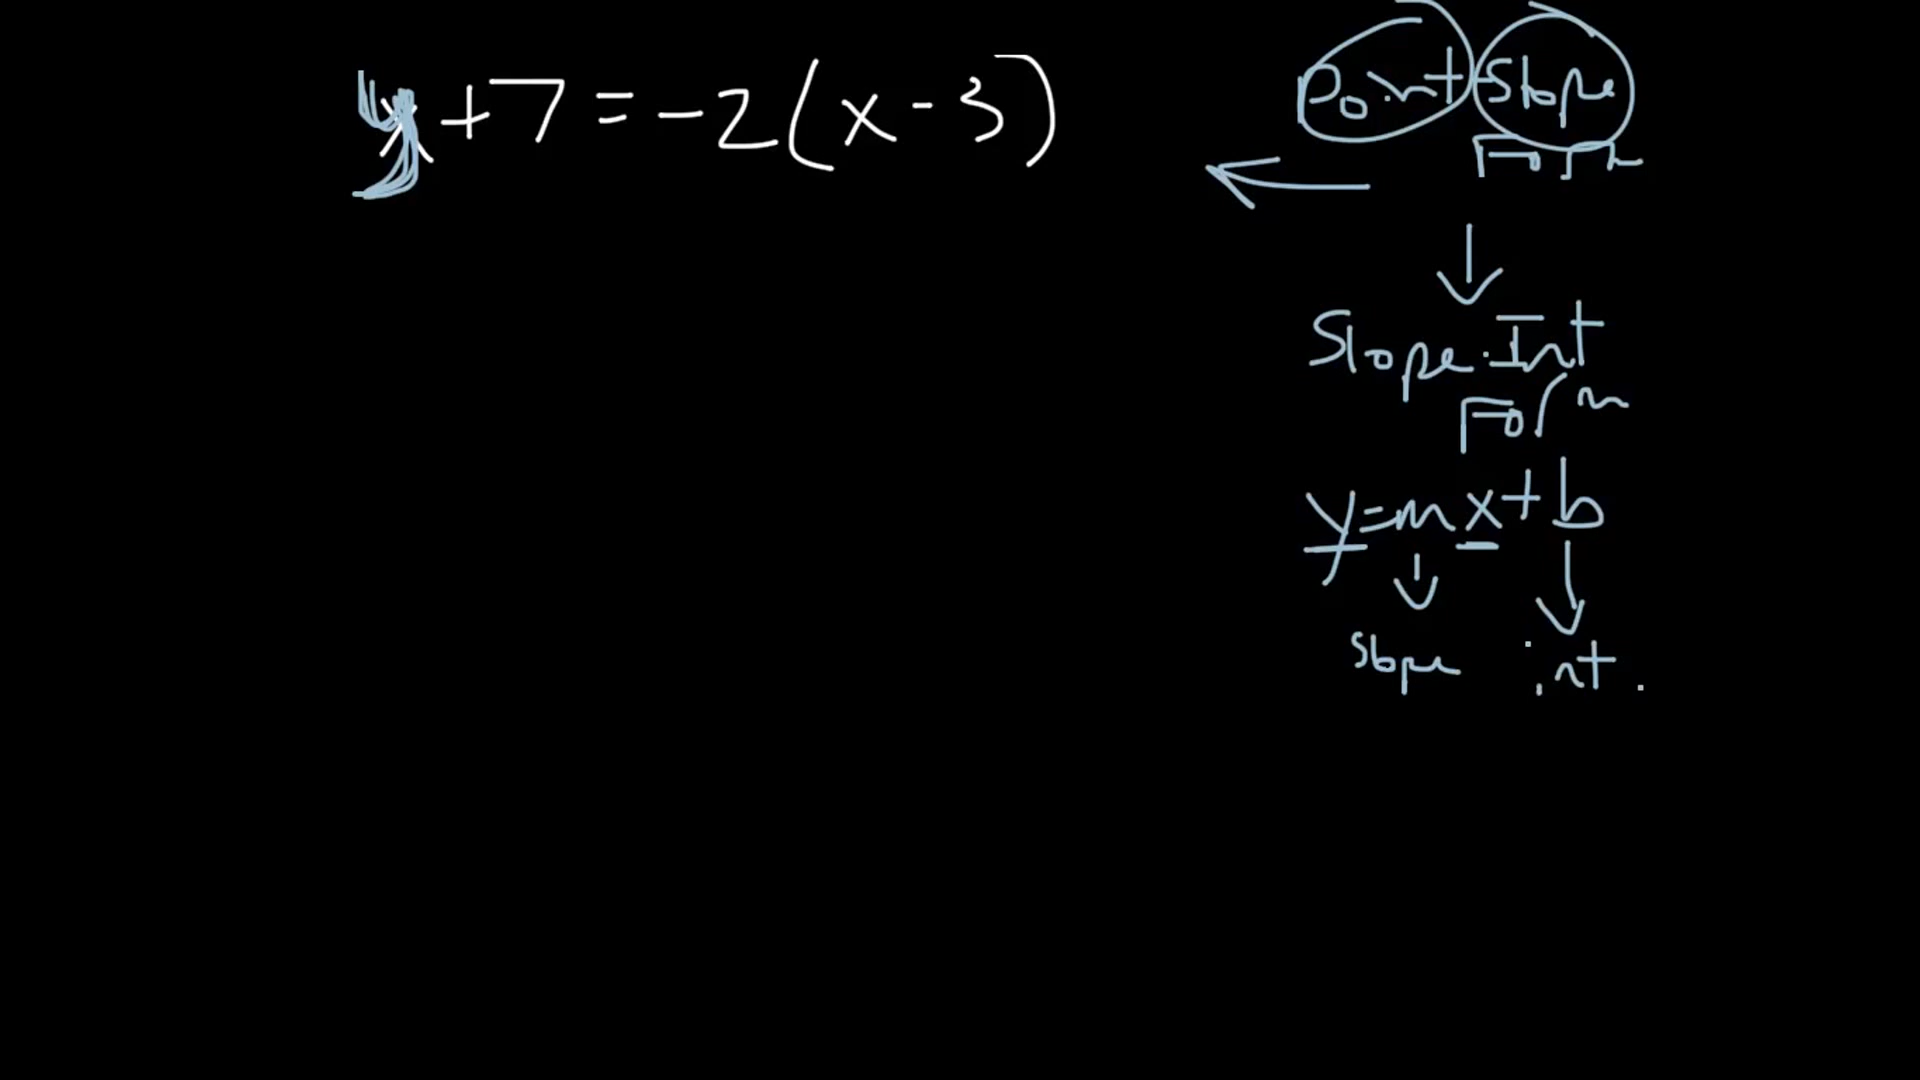 y+7=-2(x-3)
Point-Slope
Form
Slope-Int
Form
y=mx+b
slope int.